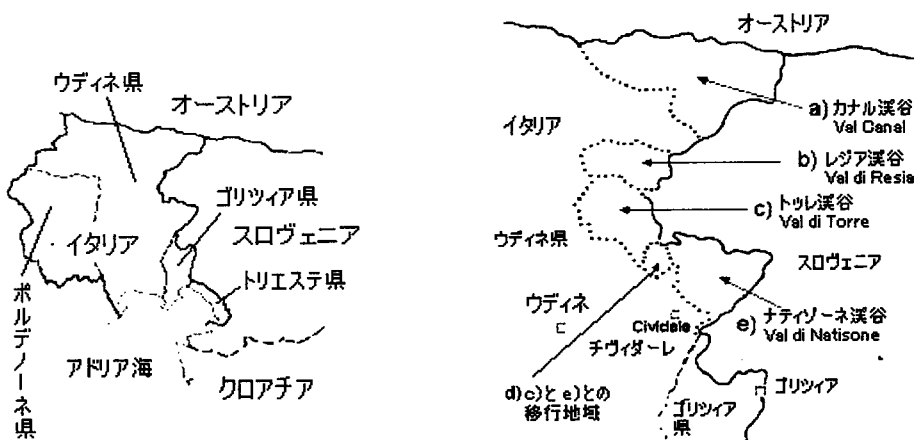 ウディネ県
オーストリア
ゴリツィア県
イタリア
スロヴェニア
トリエステ県
ポルデノーネ県
アドリア海
クロアチア
オーストリア
a)カナル渓谷
Val Canal
イタリア
b) レジア渓谷
Val di Resia
c) トッレ渓谷
Val di Torre
ウディネ県
スロヴェニア
ウディネ
Cividale
チヴィダーレ
e) ナティゾーネ渓谷
Val di Natisone
d)c)と e)との
移行地域
ゴリツィア
県
ゴリツィア